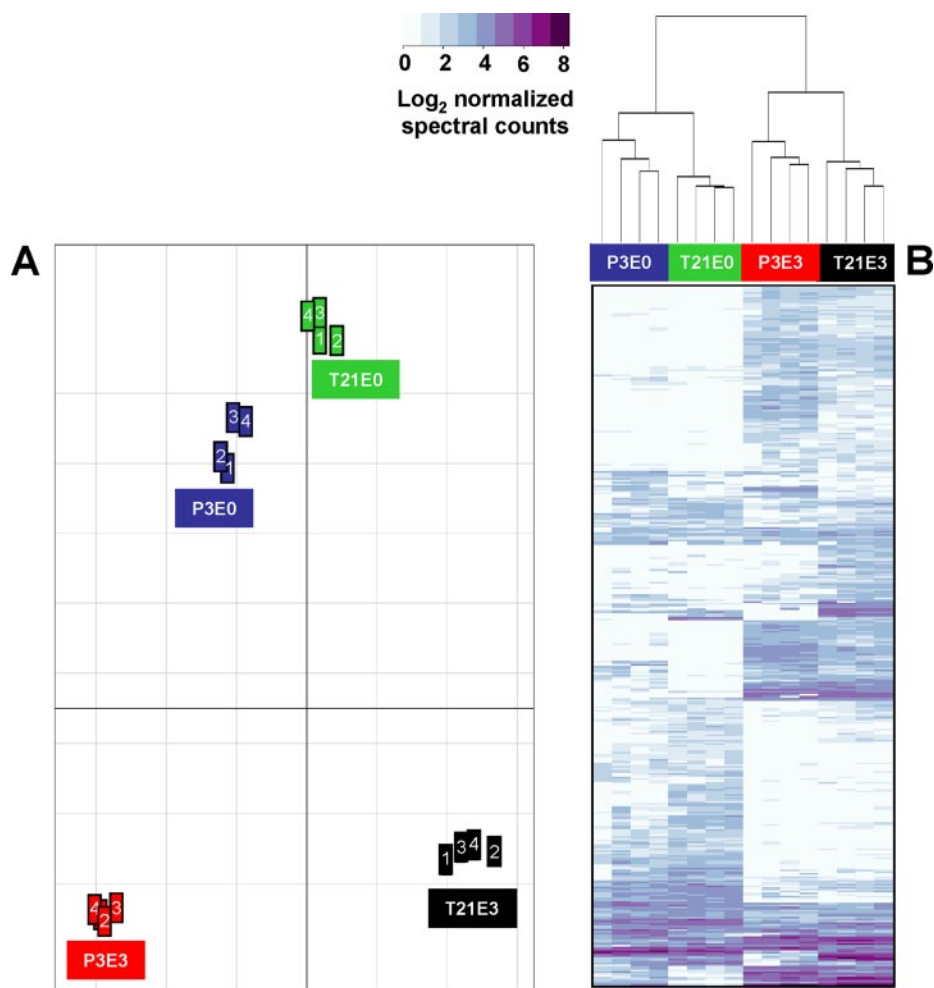 0 2 4 6 8
Log2 normalized
spectral counts
A
P3E0 T21E0 P3E3 T21E3
B
4 3
1 2
T21E0
3 4
2
1
P3E0
1 3 4 2
T21E3
4 3
2
P3E3